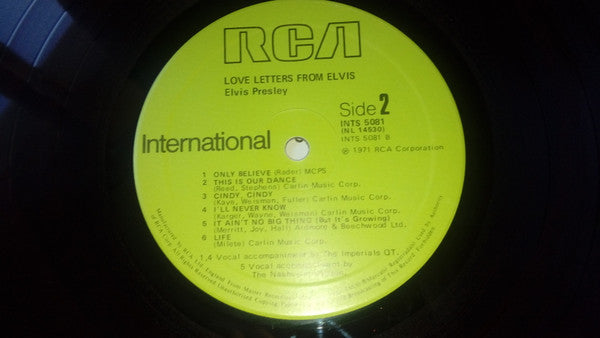 RCA
LOVE LETTERS FROM ELVIS
Elvis Presley
Side 2
INTS 5081
(NL 14530)
INTS 5081 B
International
℗ 1971 RCA Corporation
1 ONLY BELIEVE (Rader) MCPS
2 THIS IS OUR DANCE
(Reed, Stephens) Carlin Music Corp.
3 CINDY, CINDY
(Kaye, Weisman, Fuller) Carlin Music Corp.
4 I'LL NEVER KNOW
(Karger, Wayne, Weisman) Carlin Music Corp.
5 IT AIN'T NO BIG THING (But It's Growing)
(Merritt, Joy, Hall) Ardmore & Beechwood Ltd.
6 LIFE
(Milete) Carlin Music Corp.
1,4 Vocal accompaniment by The Imperials QT.
5 Vocal accompaniment by
The Nashville